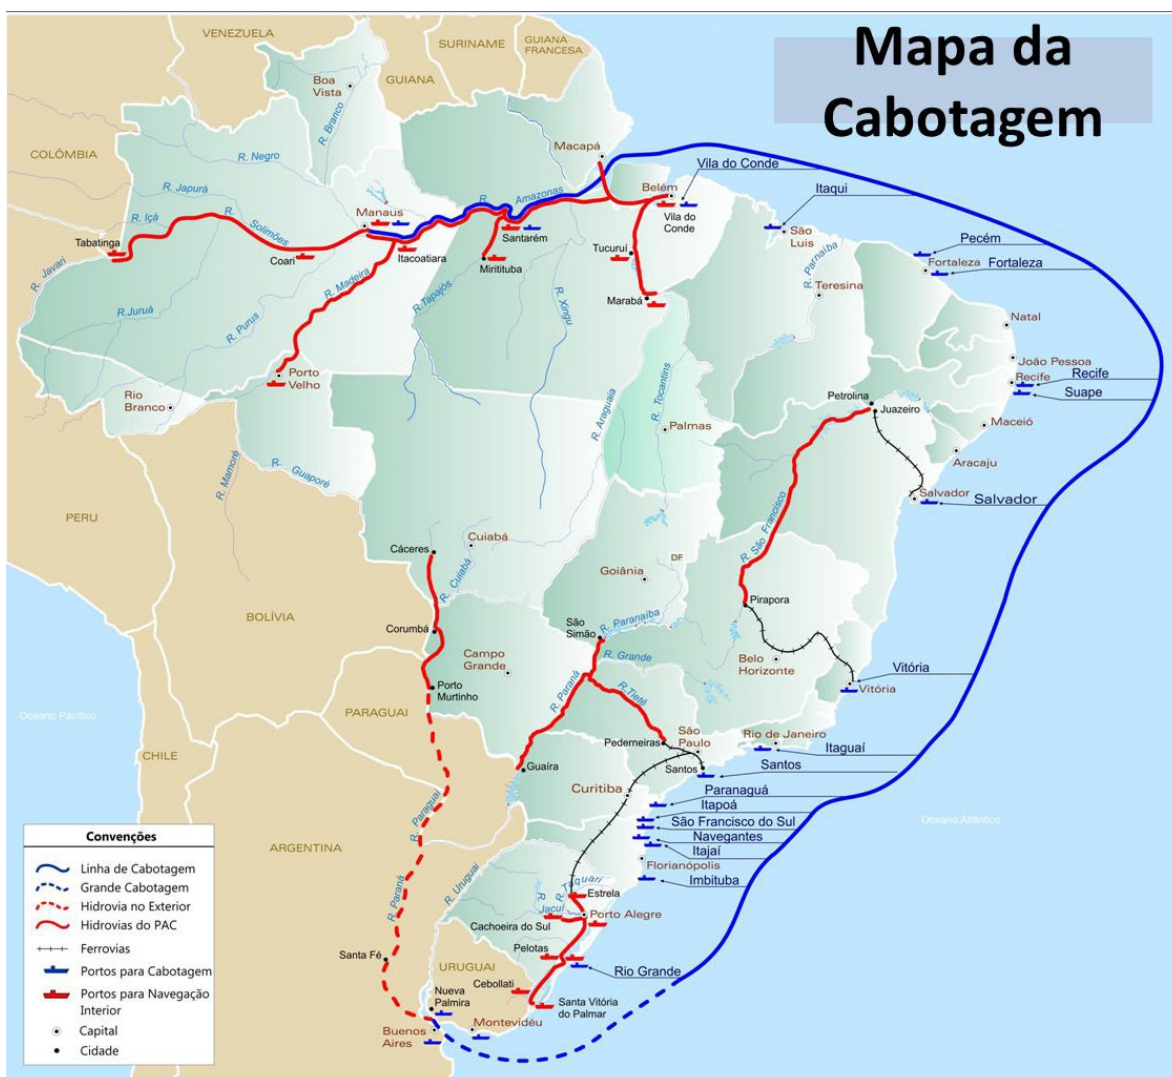 Mapa da
Cabotagem
VENEZUELA
SURINAME
GUIANA
FRANCESA
GUIANA
COLÔMBIA
Boa
Vista
R. Branco
R. Negro
R. Japurá
R. Içá
R. Solimões
Tabatinga
R. Javari
Coari
Manaus
Itacoatiara
R. Amazonas
Santarém
Miritituba
Macapá
Belém
Vila do
Conde
Vila do Conde
Itaqui
São
Luis
Tucuruí
Marabá
R. Parnaíba
Teresina
Pecém
Fortaleza
Fortaleza
Natal
João Pessoa
Recife
Recife
Suape
Maceió
Aracaju
Salvador
Salvador
Petrolina
Juazeiro
R.Juruá
R. Purus
R. Madeira
R.Tapajós
R. Xingu
R. Araguaia
R. Tocantins
Palmas
Porto
Velho
Rio
Branco
R. Mamoré
R. Guaporé
PERU
BOLÍVIA
Cáceres
Cuiabá
R. Cuiabá
Corumbá
Campo
Grande
Porto
Murtinho
Goiânia
DF
R. São Francisco
Pirapora
São
Simão
R. Paranaíba
R. Grande
Belo
Horizonte
Vitória
Vitória
R. Paraná
R.Tietê
Pederneiras
São
Paulo
Rio de Janeiro
Itaguaí
Santos
Santos
Guaíra
Curitiba
Paranaguá
Itapoá
São Francisco do Sul
Navegantes
Itajaí
Florianópolis
Imbituba
Oceano Pacífico
Oceano Atlântico
PARAGUAI
CHILE
ARGENTINA
R. Paraguai
R. Paraná
R. Uruguai
R. Taquari
Estrela
R.
Jacuí
Porto Alegre
Cachoeira do Sul
Pelotas
Rio Grande
Santa Fé
URUGUAI
Cebollati
Santa Vitória
do Palmar
Nueva
Palmira
Buenos
Aires
Montevidéu
Convenções
Linha de Cabotagem
Grande Cabotagem
Hidrovia no Exterior
Hidrovias do PAC
Ferrovias
Portos para Cabotagem
Portos para Navegação
Interior
Capital
Cidade